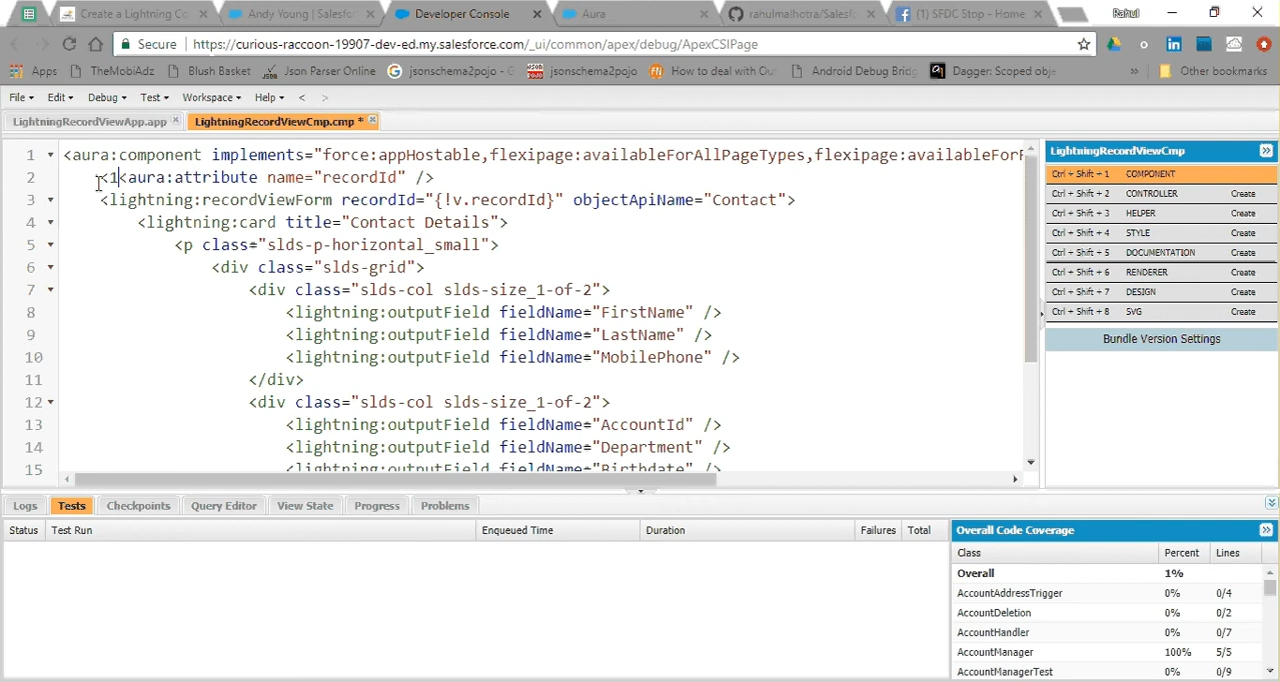 Create a Lightning Co
Andy Young | Salesfo
Developer Console
Aura
rahulmalhotra/Salesfo
(1) SFDC Stop - Home
Rahul
Secure | https://curious-raccoon-19907-dev-ed.my.salesforce.com/_ui/common/apex/debug/ApexCSIPage
Apps TheMobiAdz Blush Basket Json Parser Online jsonschema2pojo - G jsonschema2pojo How to deal with Out Android Debug Bridg Dagger: Scoped obje » Other bookmarks
File Edit Debug Test Workspace Help < >
LightningRecordViewApp.app LightningRecordViewCmp.cmp *
1 <aura:component implements="force:appHostable,flexipage:availableForAllPageTypes,flexipage:availableForF
2 <l<aura:attribute name="recordId" />
3 <lightning:recordViewForm recordId="{!v.recordId}" objectApiName="Contact">
4 <lightning:card title="Contact Details">
5 <p class="slds-p-horizontal_small">
6 <div class="slds-grid">
7 <div class="slds-col slds-size_1-of-2">
8 <lightning:outputField fieldName="FirstName" />
9 <lightning:outputField fieldName="LastName" />
10 <lightning:outputField fieldName="MobilePhone" />
11 </div>
12 <div class="slds-col slds-size_1-of-2">
13 <lightning:outputField fieldName="AccountId" />
14 <lightning:outputField fieldName="Department" />
15 <lightning:outputField fieldName="Birthdate" />
LightningRecordViewCmp
Ctrl + Shift + 1 COMPONENT
Ctrl + Shift + 2 CONTROLLER Create
Ctrl + Shift + 3 HELPER Create
Ctrl + Shift + 4 STYLE Create
Ctrl + Shift + 5 DOCUMENTATION Create
Ctrl + Shift + 6 RENDERER Create
Ctrl + Shift + 7 DESIGN Create
Ctrl + Shift + 8 SVG Create
Bundle Version Settings
Logs Tests Checkpoints Query Editor View State Progress Problems
Status Test Run Enqueued Time Duration Failures Total
Overall Code Coverage
Class Percent Lines
Overall 1%
AccountAddressTrigger 0% 0/4
AccountDeletion 0% 0/2
AccountHandler 0% 0/7
AccountManager 100% 5/5
AccountManagerTest 0% 0/9